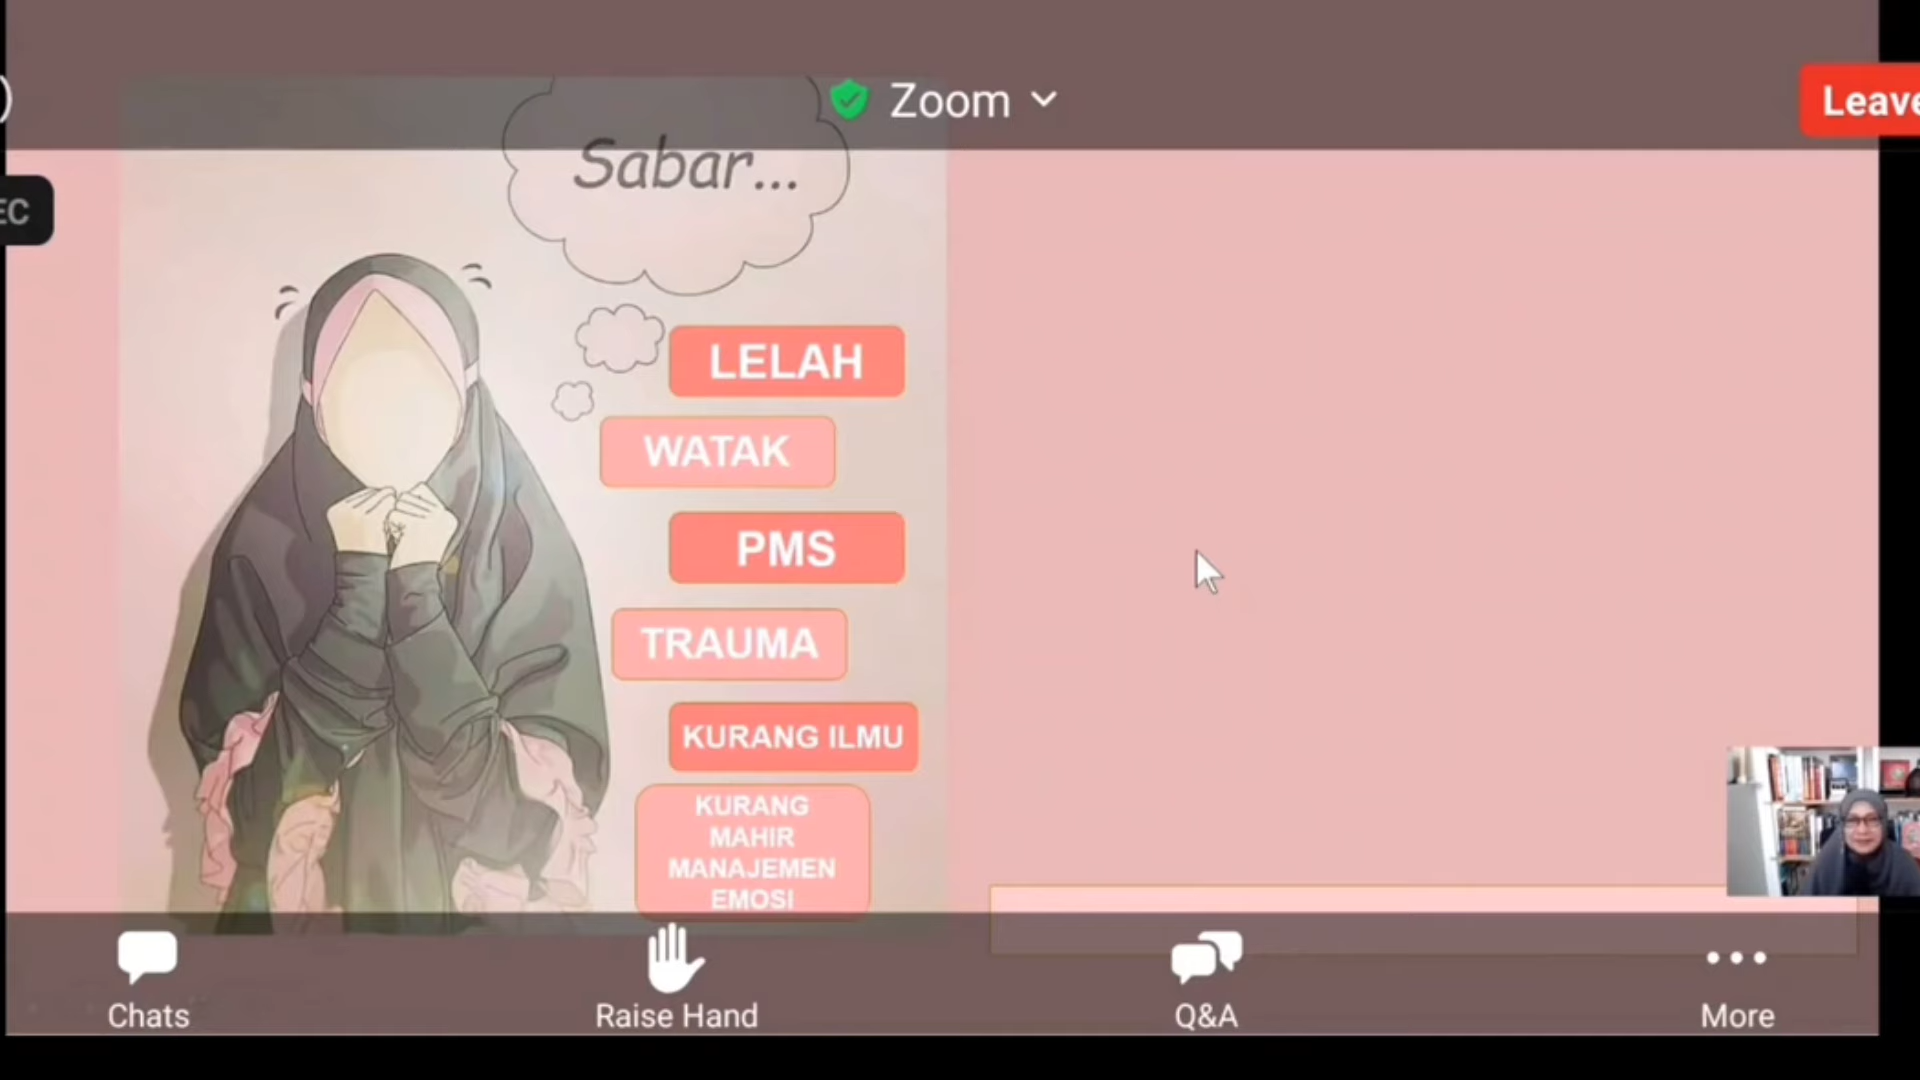 Zoom
Leave
EC
Sabar...
LELAH
WATAK
PMS
TRAUMA
KURANG ILMU
KURANG
MAHIR
MANAJEMEN
EMOSI
Chats
Raise Hand
Q&A
More